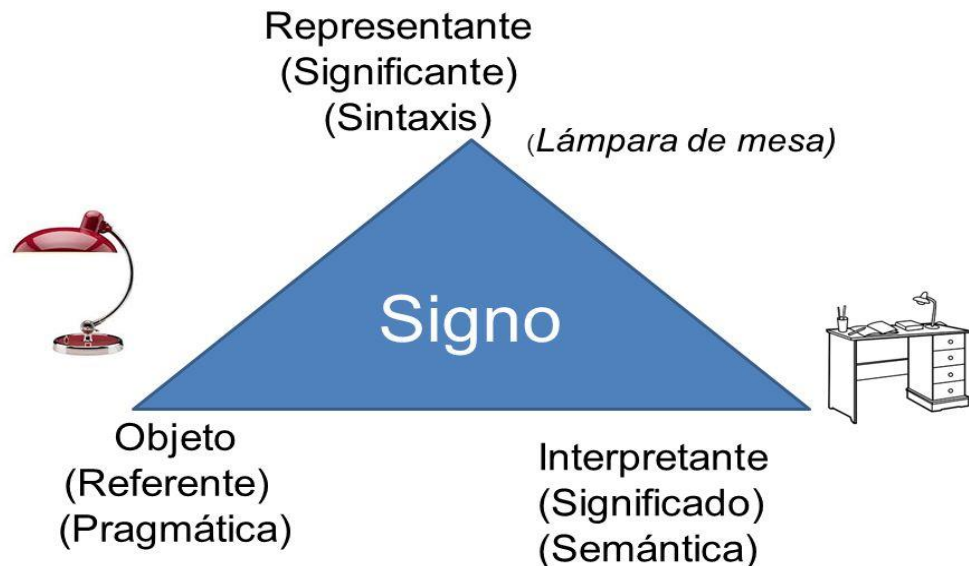 Representante
(Significante)
(Sintaxis)
(Lámpara de mesa)
Signo
Objeto
(Referente)
(Pragmática)
Interpretante
(Significado)
(Semántica)